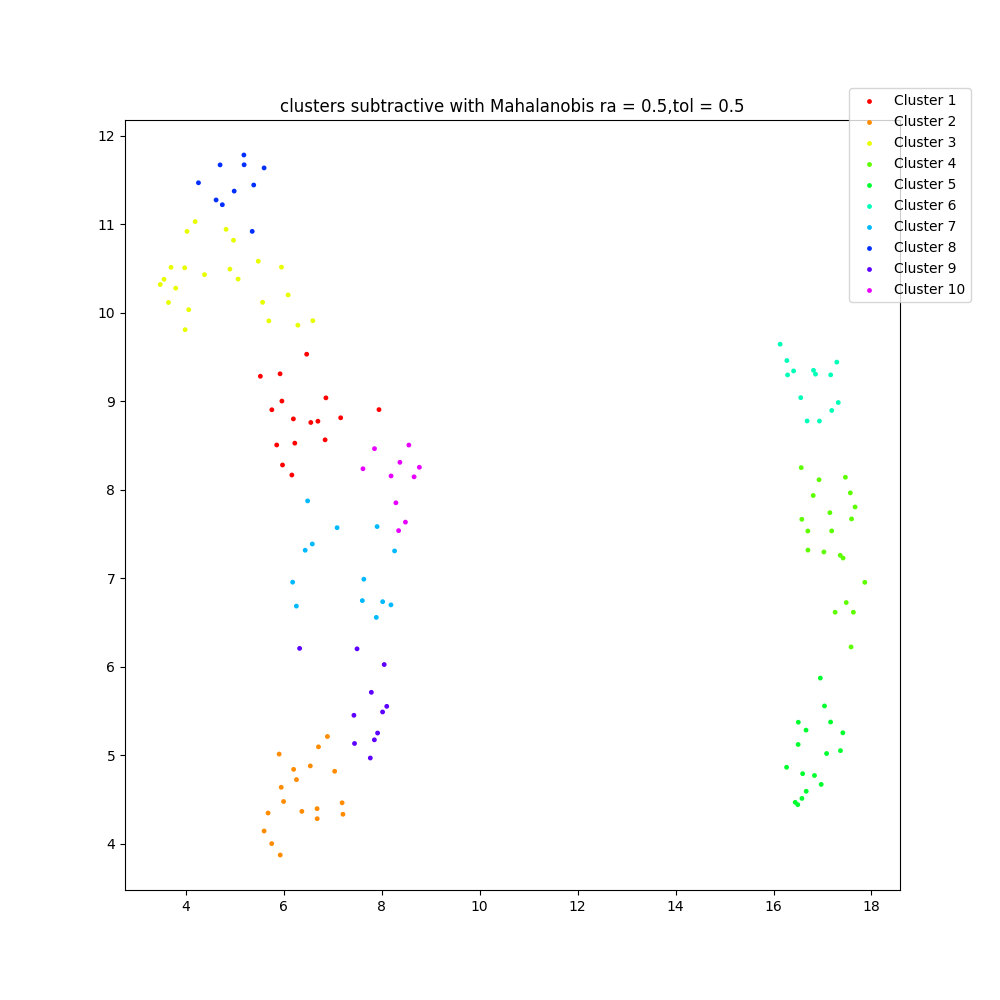 clusters subtractive with Mahalanobis ra = 0.5,tol = 0.5
Cluster 1
Cluster 2
Cluster 3
Cluster 4
Cluster 5
Cluster 6
Cluster 7
Cluster 8
Cluster 9
Cluster 10
12
11
10
9
8
7
6
5
4
4 6 8 10 12 14 16 18